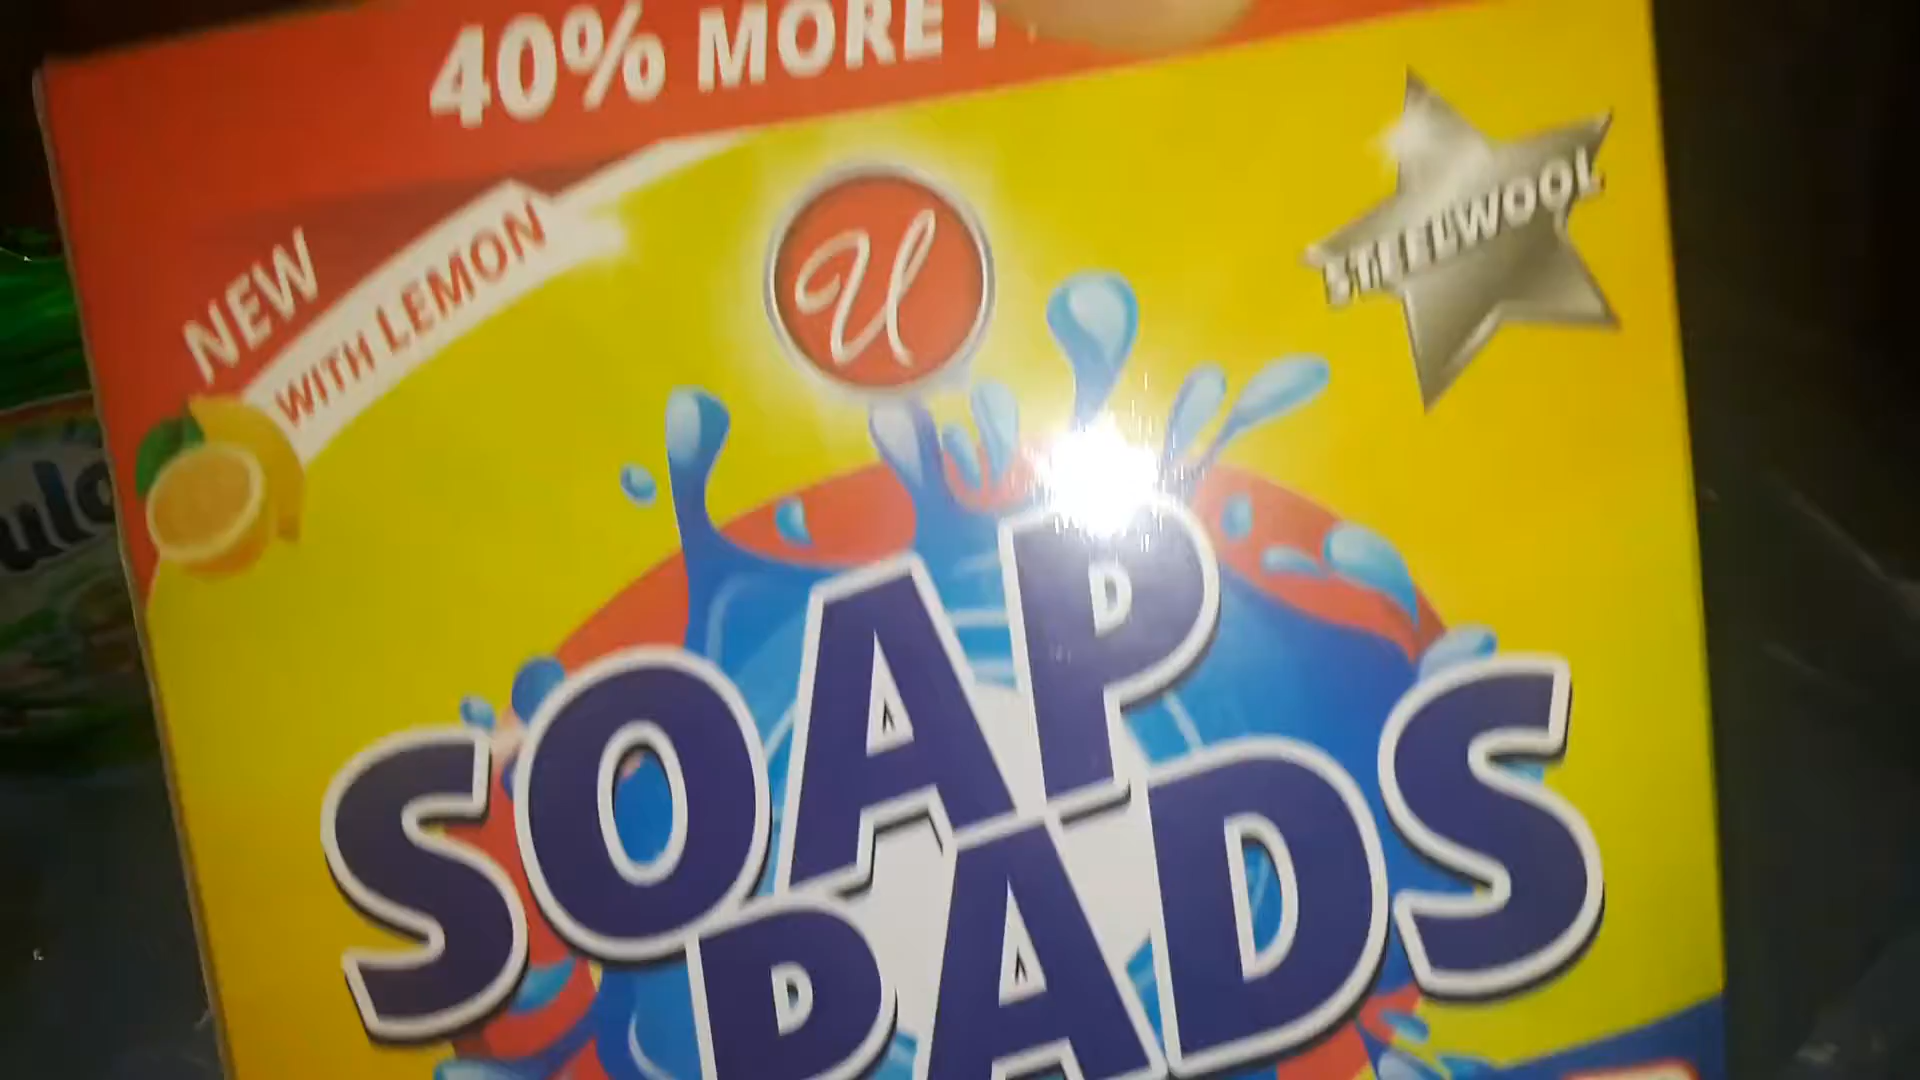 40% MORE
NEW
WITH LEMON
U
STEELWOOL
SOAP
PADS